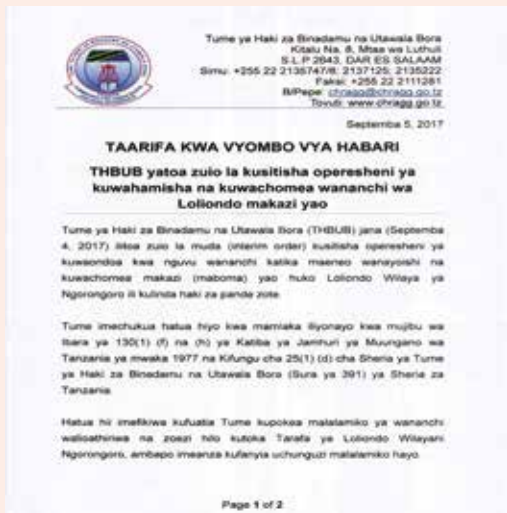 Tume ya Haki za Binadamu na Utawala Bora
Kitalu Na. 8, Mtaa wa Luthuli
S.L.P 2643, DAR ES SALAAM
Simu: +255 22 2135747/8; 2137125; 2135222
Faksi: +255 22 2111281
B/Pepe: chragg@chragg.go.tz
Tovuti: www.chragg.go.tz
Septemba 5, 2017
TAARIFA KWA VYOMBO VYA HABARI
THBUB yatoa zuio la kusitisha operesheni ya
kuwahamisha na kuwachomea wananchi wa
Loliondo makazi yao
Tume ya Haki za Binadamu na Utawala Bora (THBUB) jana (Septemba
4, 2017) ilitoa zuio la muda (interim order) kusitisha operesheni ya
kuwaondoa kwa nguvu wananchi katika maeneo wanayoishi na
kuwachomea makazi (maboma) yao huko Loliondo Wilaya ya
Ngorongoro ili kulinda haki za pande zote.
Tume imechukua hatua hiyo kwa mamlaka iliyonayo kwa mujibu wa
Ibara ya 130(1) (f) na (h) ya Katiba ya Jamhuri ya Muungano wa
Tanzania ya mwaka 1977 na Kifungu cha 25(1) (d) cha Sheria ya Tume
ya Haki za Binadamu na Utawala Bora (Sura ya 391) ya Sheria za
Tanzania.
Hatua hii imefikiwa kufuatia Tume kupokea malalamiko ya wananchi
walioathiriwa na zoezi hilo kutoka Tarafa ya Loliondo Wilayani
Ngorongoro, ambapo imeanza kufanyia uchunguzi malalamiko hayo.
Page 1 of 2